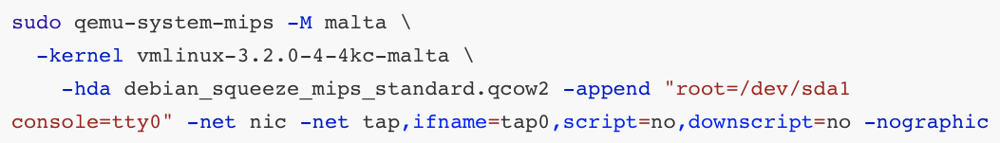 sudo qemu-system-mips -M malta \
-kernel vmlinux-3.2.0-4-4kc-malta \
-hda debian_squeeze_mips_standard.qcow2 -append "root=/dev/sda1
console=tty0" -net nic -net tap,ifname=tap0,script=no,downscript=no -nographic